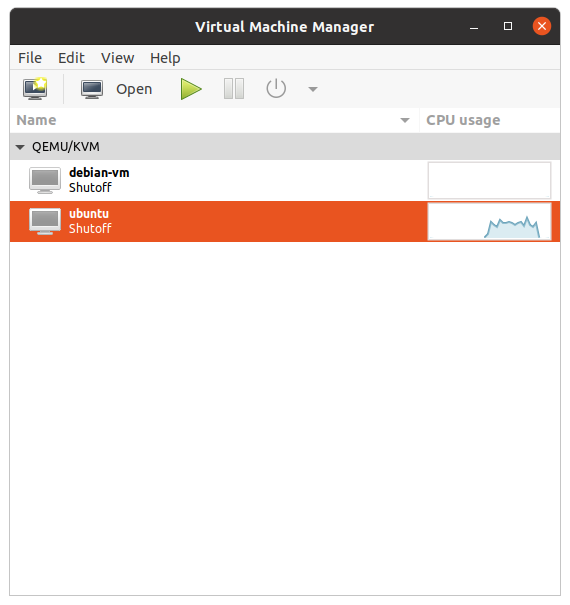 Virtual Machine Manager
File Edit View Help
Open
Name CPU usage
QEMU/KVM
debian-vm
Shutoff
ubuntu
Shutoff